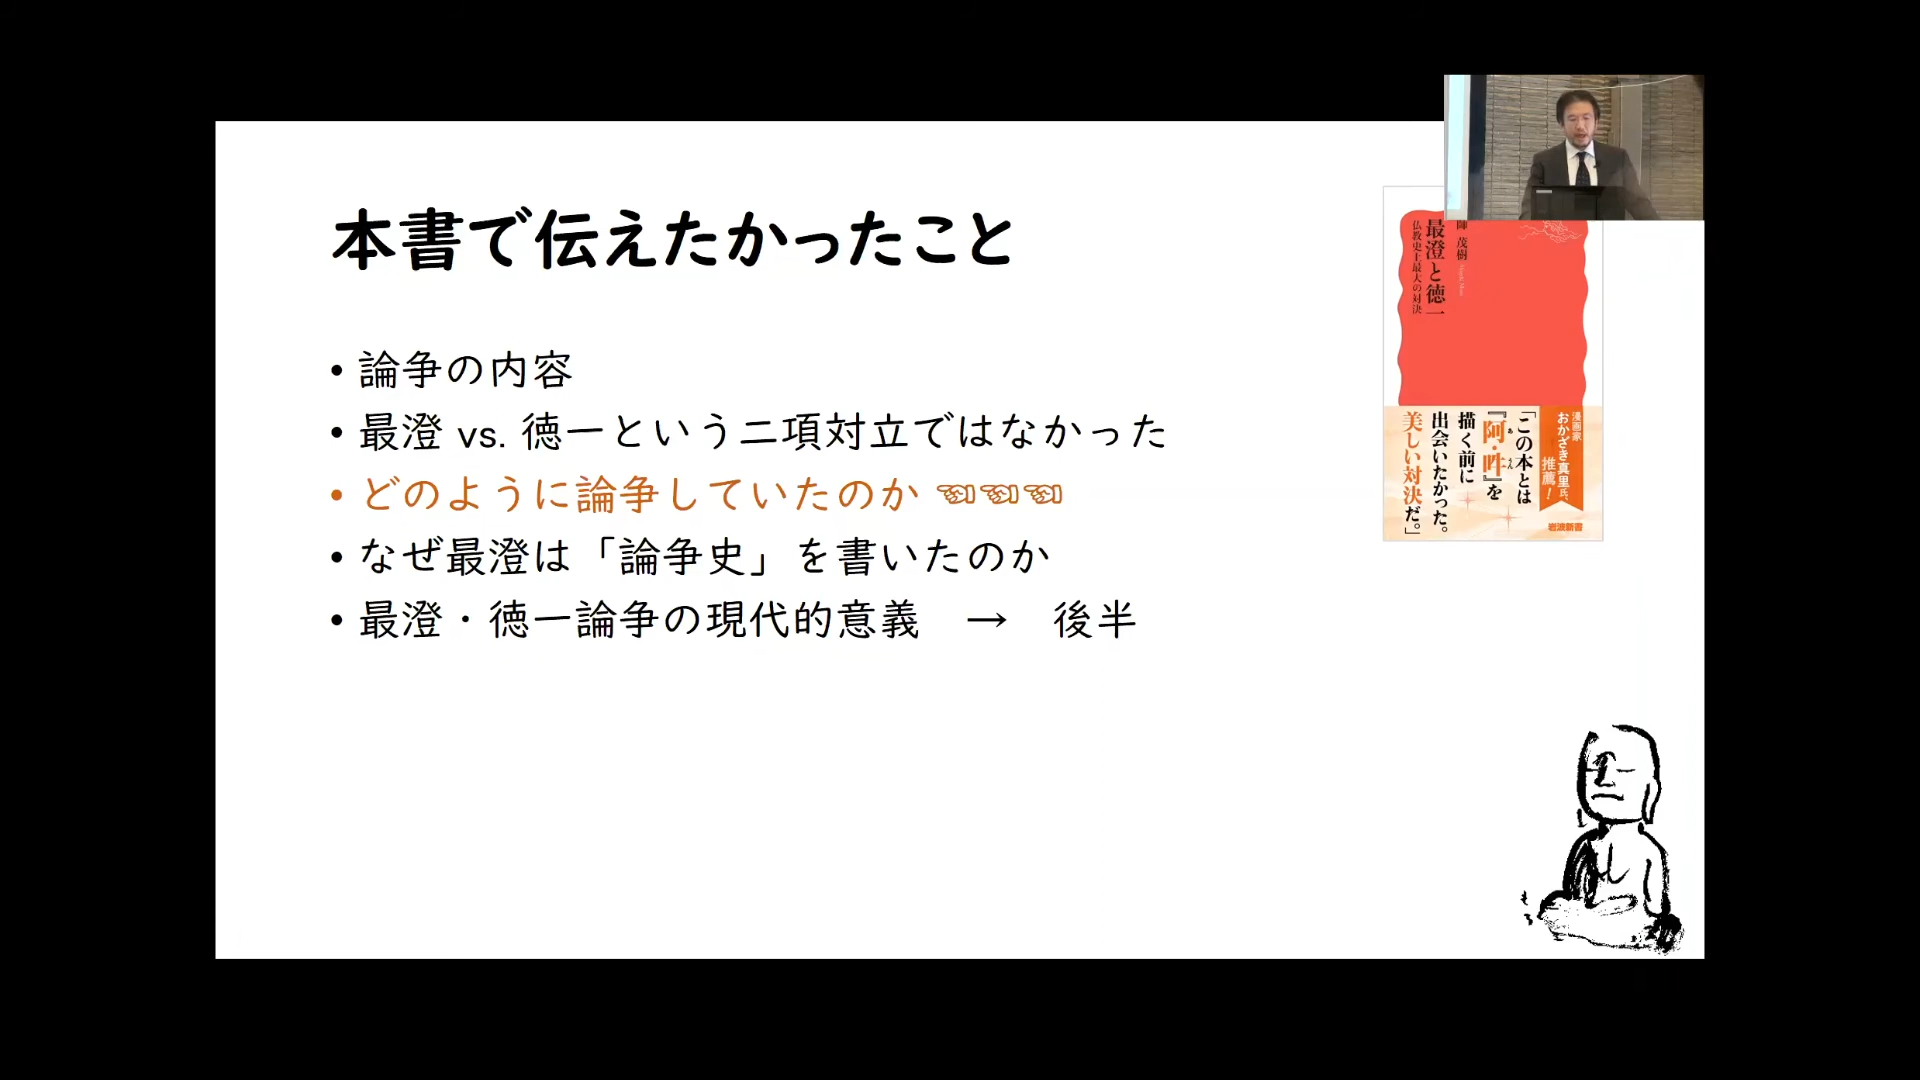 本書で伝えたかったこと
• 論争の内容
• 最澄 vs. 徳一という二項対立ではなかった
• どのように論争していたのか ☜☜☜
• なぜ最澄は「論争史」を書いたのか
• 最澄・徳一論争の現代的意義　→　後半
師 茂樹
最澄と徳一
仏教史上最大の対決
漫画家
おかざき真里氏、
推薦！
「この本とは
『阿・吽』を
描く前に
出会いたかった。
美しい対決だ。」
岩波新書
もろ